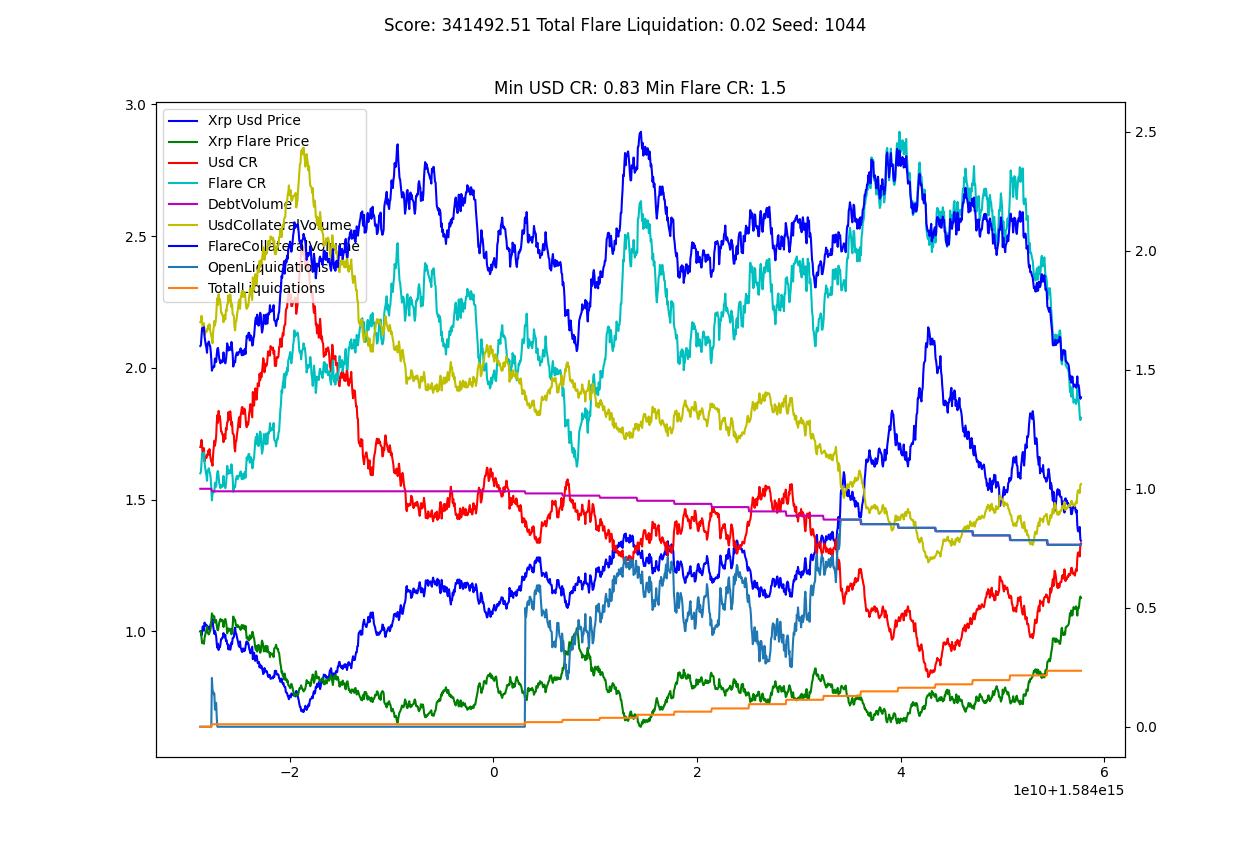 Score: 341492.51 Total Flare Liquidation: 0.02 Seed: 1044
Min USD CR: 0.83 Min Flare CR: 1.5
3.0
2.5
2.0
1.5
1.0
Xrp Usd Price
Xrp Flare Price
Usd CR
Flare CR
DebtVolume
UsdCollateralVolume
FlareCollateralVolume
OpenLiquidations
TotalLiquidations
2.5
2.0
1.5
1.0
0.5
0.0
−2 0 2 4 6
1e10+1.584e15